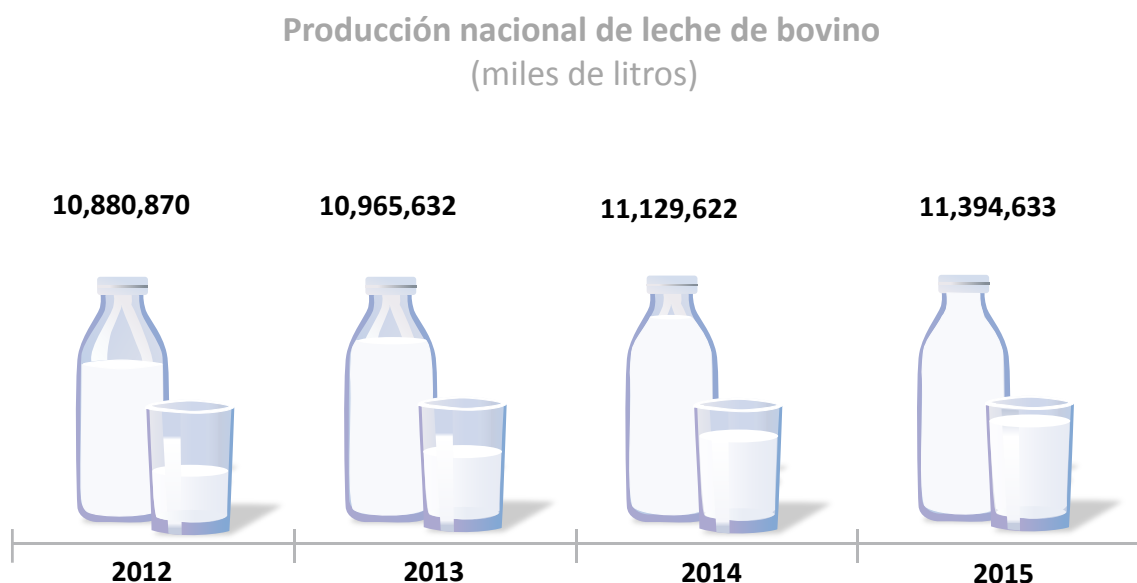 Producción nacional de leche de bovino
(miles de litros)
10,880,870 10,965,632 11,129,622 11,394,633
2012 2013 2014 2015